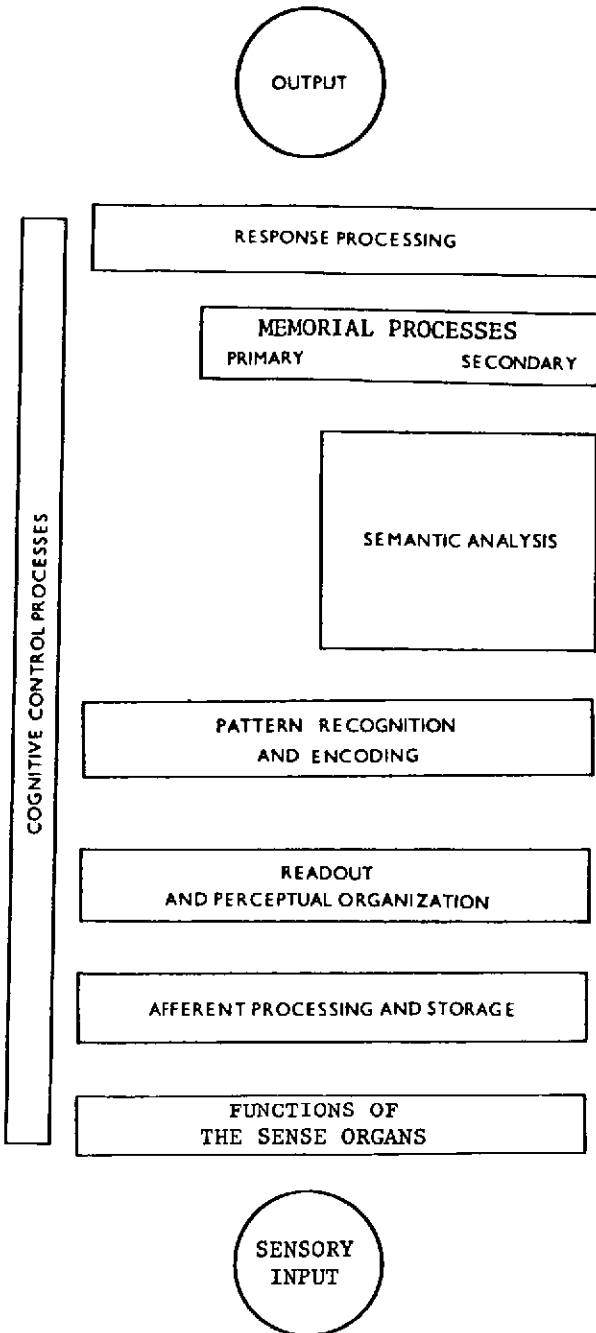 OUTPUT
RESPONSE PROCESSING
MEMORIAL PROCESSES
PRIMARY SECONDARY
SEMANTIC ANALYSIS
COGNITIVE CONTROL PROCESSES
PATTERN RECOGNITION
AND ENCODING
READOUT
AND PERCEPTUAL ORGANIZATION
AFFERENT PROCESSING AND STORAGE
FUNCTIONS OF
THE SENSE ORGANS
SENSORY
INPUT